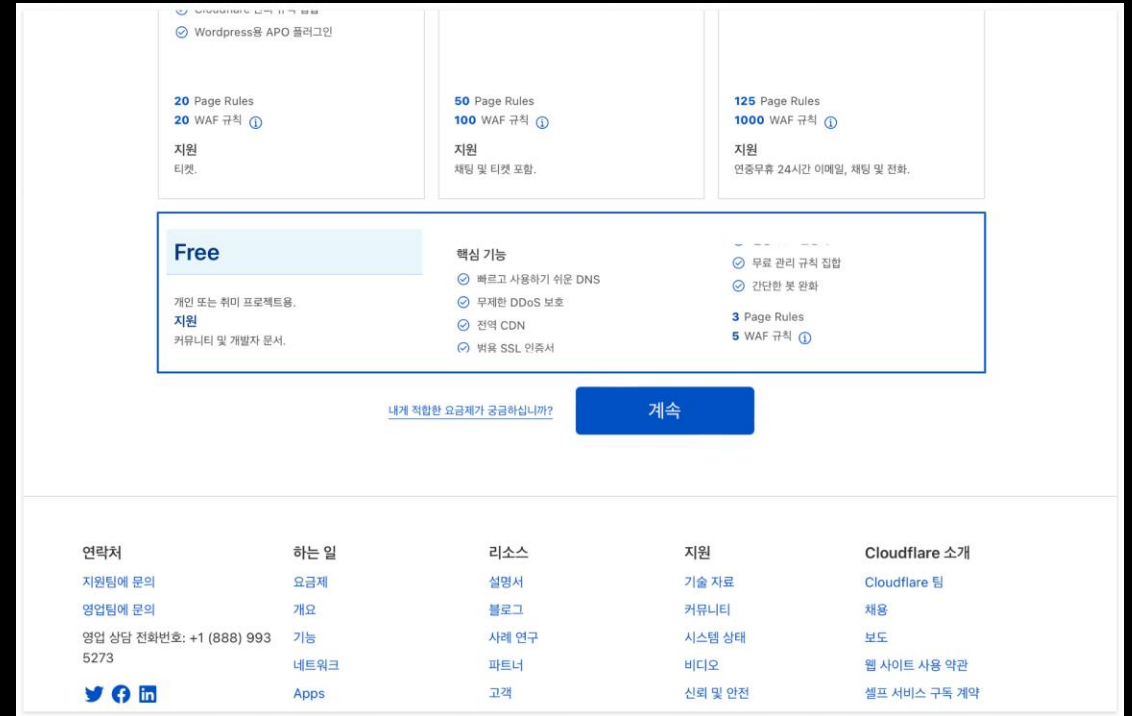 Wordpress용 APO 플러그인
20 Page Rules
20 WAF 규칙
지원
티켓.
50 Page Rules
100 WAF 규칙
지원
채팅 및 티켓 포함.
125 Page Rules
1000 WAF 규칙
지원
연중무휴 24시간 이메일, 채팅 및 전화.
Free
개인 또는 취미 프로젝트용.
지원
커뮤니티 및 개발자 문서.
핵심 기능
빠르고 사용하기 쉬운 DNS
무제한 DDoS 보호
전역 CDN
범용 SSL 인증서
무료 관리 규칙 집합
간단한 봇 완화
3 Page Rules
5 WAF 규칙
내게 적합한 요금제가 궁금하십니까?
계속
연락처
지원팀에 문의
영업팀에 문의
영업 상담 전화번호: +1 (888) 993
5273
하는 일
요금제
개요
기능
네트워크
Apps
리소스
설명서
블로그
사례 연구
파트너
고객
지원
기술 자료
커뮤니티
시스템 상태
비디오
신뢰 및 안전
Cloudflare 소개
Cloudflare 팀
채용
보도
웹 사이트 사용 약관
셀프 서비스 구독 계약